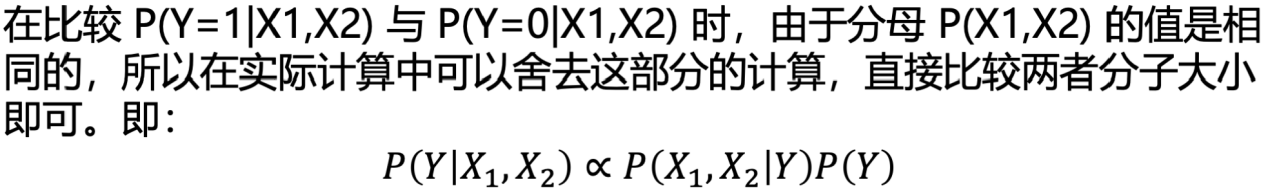 在比较 P(Y=1|X1,X2) 与 P(Y=0|X1,X2) 时，由于分母 P(X1,X2) 的值是相
同的，所以在实际计算中可以舍去这部分的计算，直接比较两者分子大小
即可。即：
P(Y|X₁,X₂) ∝ P(X₁,X₂|Y)P(Y)